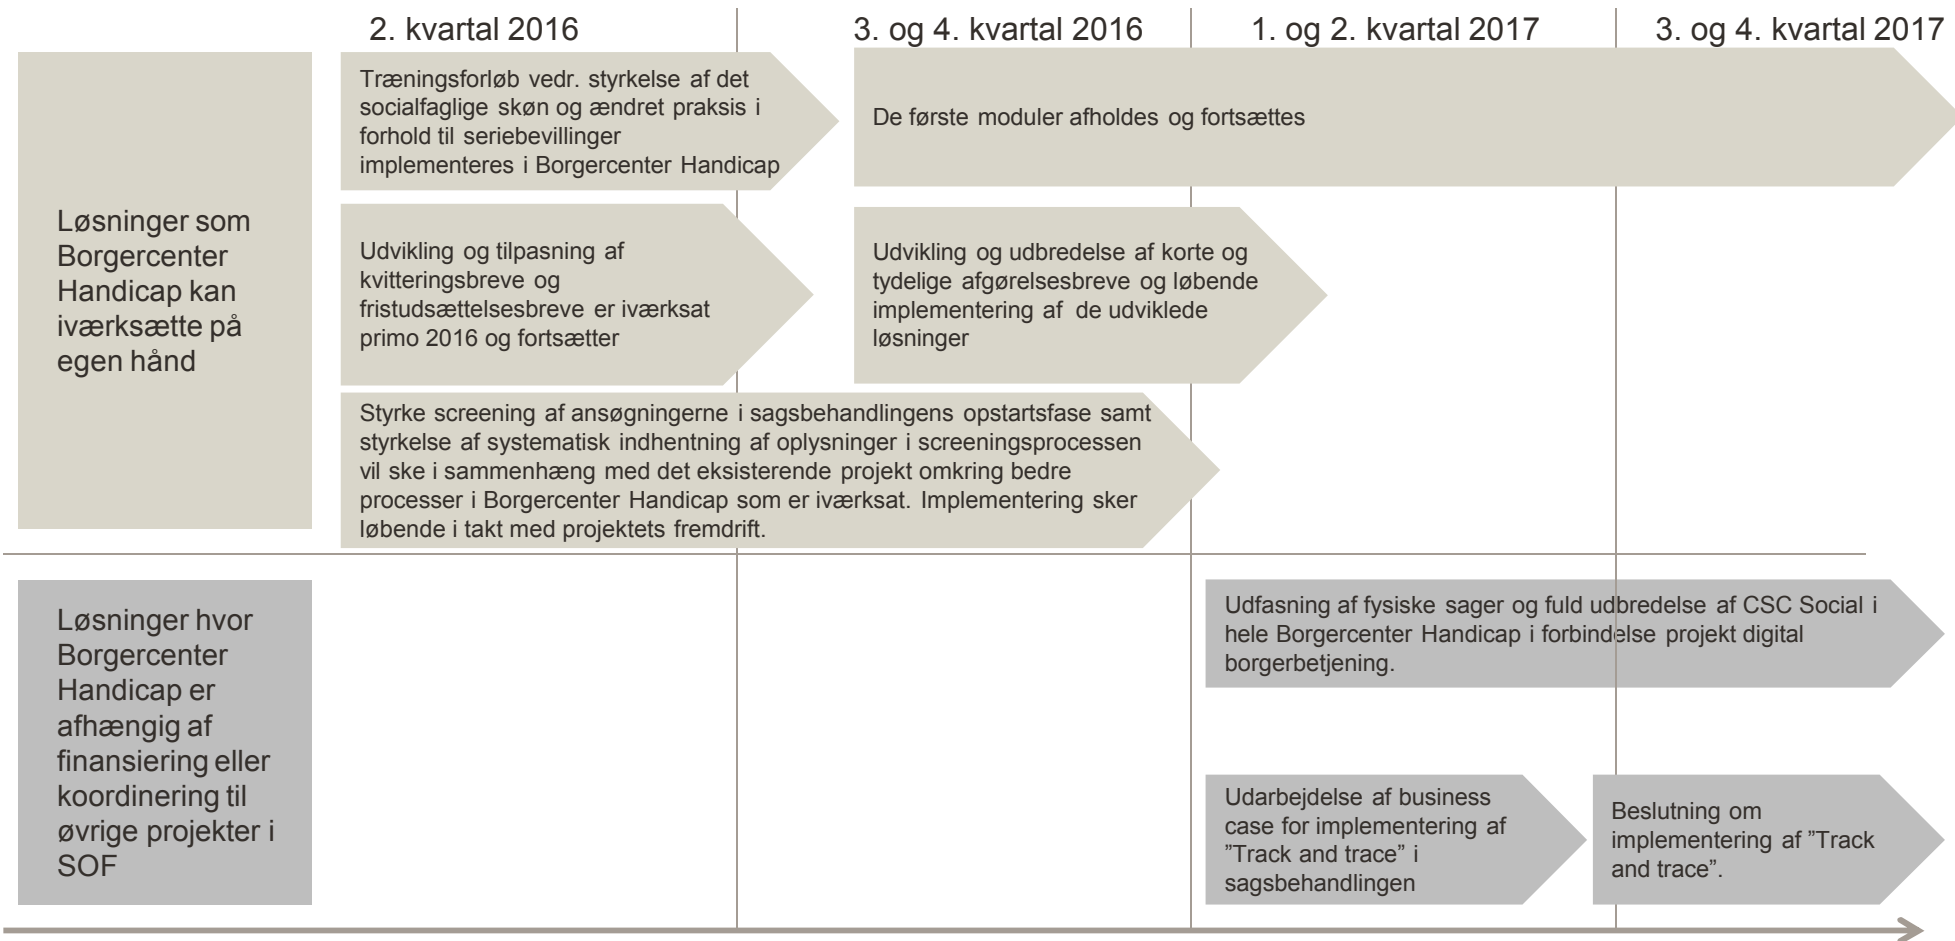 2. kvartal 2016
3. og 4. kvartal 2016
1. og 2. kvartal 2017
3. og 4. kvartal 2017
Løsninger som
Borgercenter
Handicap kan
iværksætte på
egen hånd
Træningsforløb vedr. styrkelse af det
socialfaglige skøn og ændret praksis i
forhold til seriebevillinger
implementeres i Borgercenter Handicap
De første moduler afholdes og fortsættes
Udvikling og tilpasning af
kvitteringsbreve og
fristudsættelsesbreve er iværksat
primo 2016 og fortsætter
Udvikling og udbredelse af korte og
tydelige afgørelsesbreve og løbende
implementering af de udviklede
løsninger
Styrke screening af ansøgningerne i sagsbehandlingens opstartsfase samt
styrkelse af systematisk indhentning af oplysninger i screeningsprocessen
vil ske i sammenhæng med det eksisterende projekt omkring bedre
processer i Borgercenter Handicap som er iværksat. Implementering sker
løbende i takt med projektets fremdrift.
Løsninger hvor
Borgercenter
Handicap er
afhængig af
finansiering eller
koordinering til
øvrige projekter i
SOF
Udfasning af fysiske sager og fuld udbredelse af CSC Social i
hele Borgercenter Handicap i forbindelse projekt digital
borgerbetjening.
Udarbejdelse af business
case for implementering af
”Track and trace” i
sagsbehandlingen
Beslutning om
implementering af ”Track
and trace”.